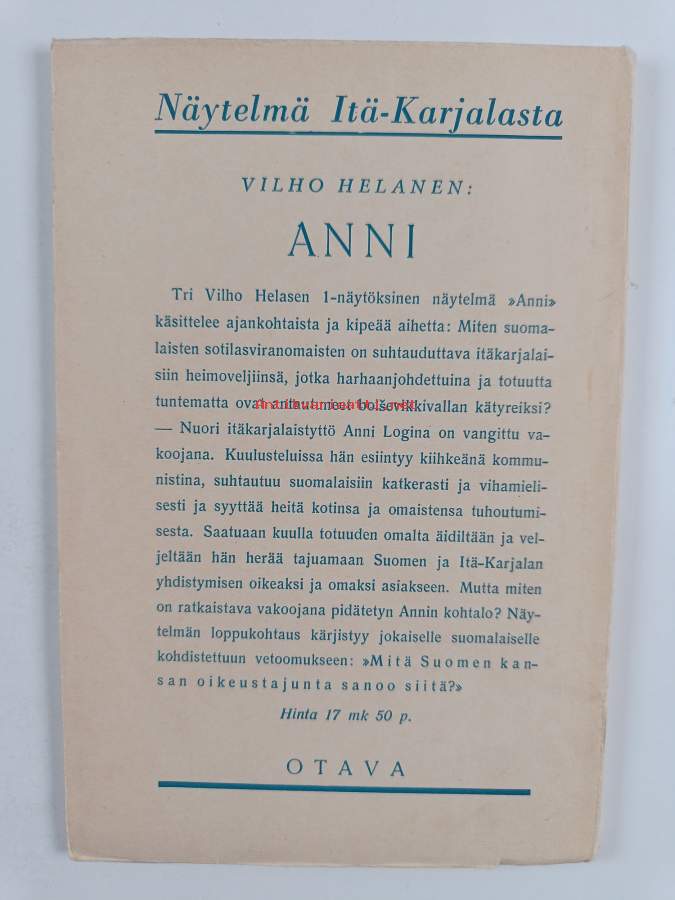 Näytelmä Itä-Karjalasta
VILHO HELANEN:
ANNI
Tri Vilho Helasen 1-näytöksinen näytelmä »Anni»
käsittelee ajankohtaista ja kipeää aihetta: Miten suoma-
laisten sotilasviranomaisten on suhtauduttava itäkarjalai-
siin heimoveljiinsä, jotka harhaanjohdettuina ja totuutta
tuntematta ovat antautuneet bolševikkivallan kätyreiksi?
— Nuori itäkarjalaistyttö Anni Logina on vangittu va-
koojana. Kuulusteluissa hän esiintyy kiihkeänä kommu-
nistina, suhtautuu suomalaisiin katkerasti ja vihamieli-
sesti ja syyttää heitä kotinsa ja omaistensa tuhoutumi-
sesta. Saatuaan kuulla totuuden omalta äidiltään ja vel-
jeltään hän herää tajuamaan Suomen ja Itä-Karjalan
yhdistymisen oikeaksi ja omaksi asiakseen. Mutta miten
on ratkaistava vakoojana pidätetyn Annin kohtalo? Näy-
telmän loppukohtaus kärjistyy jokaiselle suomalaiselle
kohdistettuun vetoomukseen: »Mitä Suomen kan-
san oikeustajunta sanoo siitä?»
Hinta 17 mk 50 p.
OTAVA